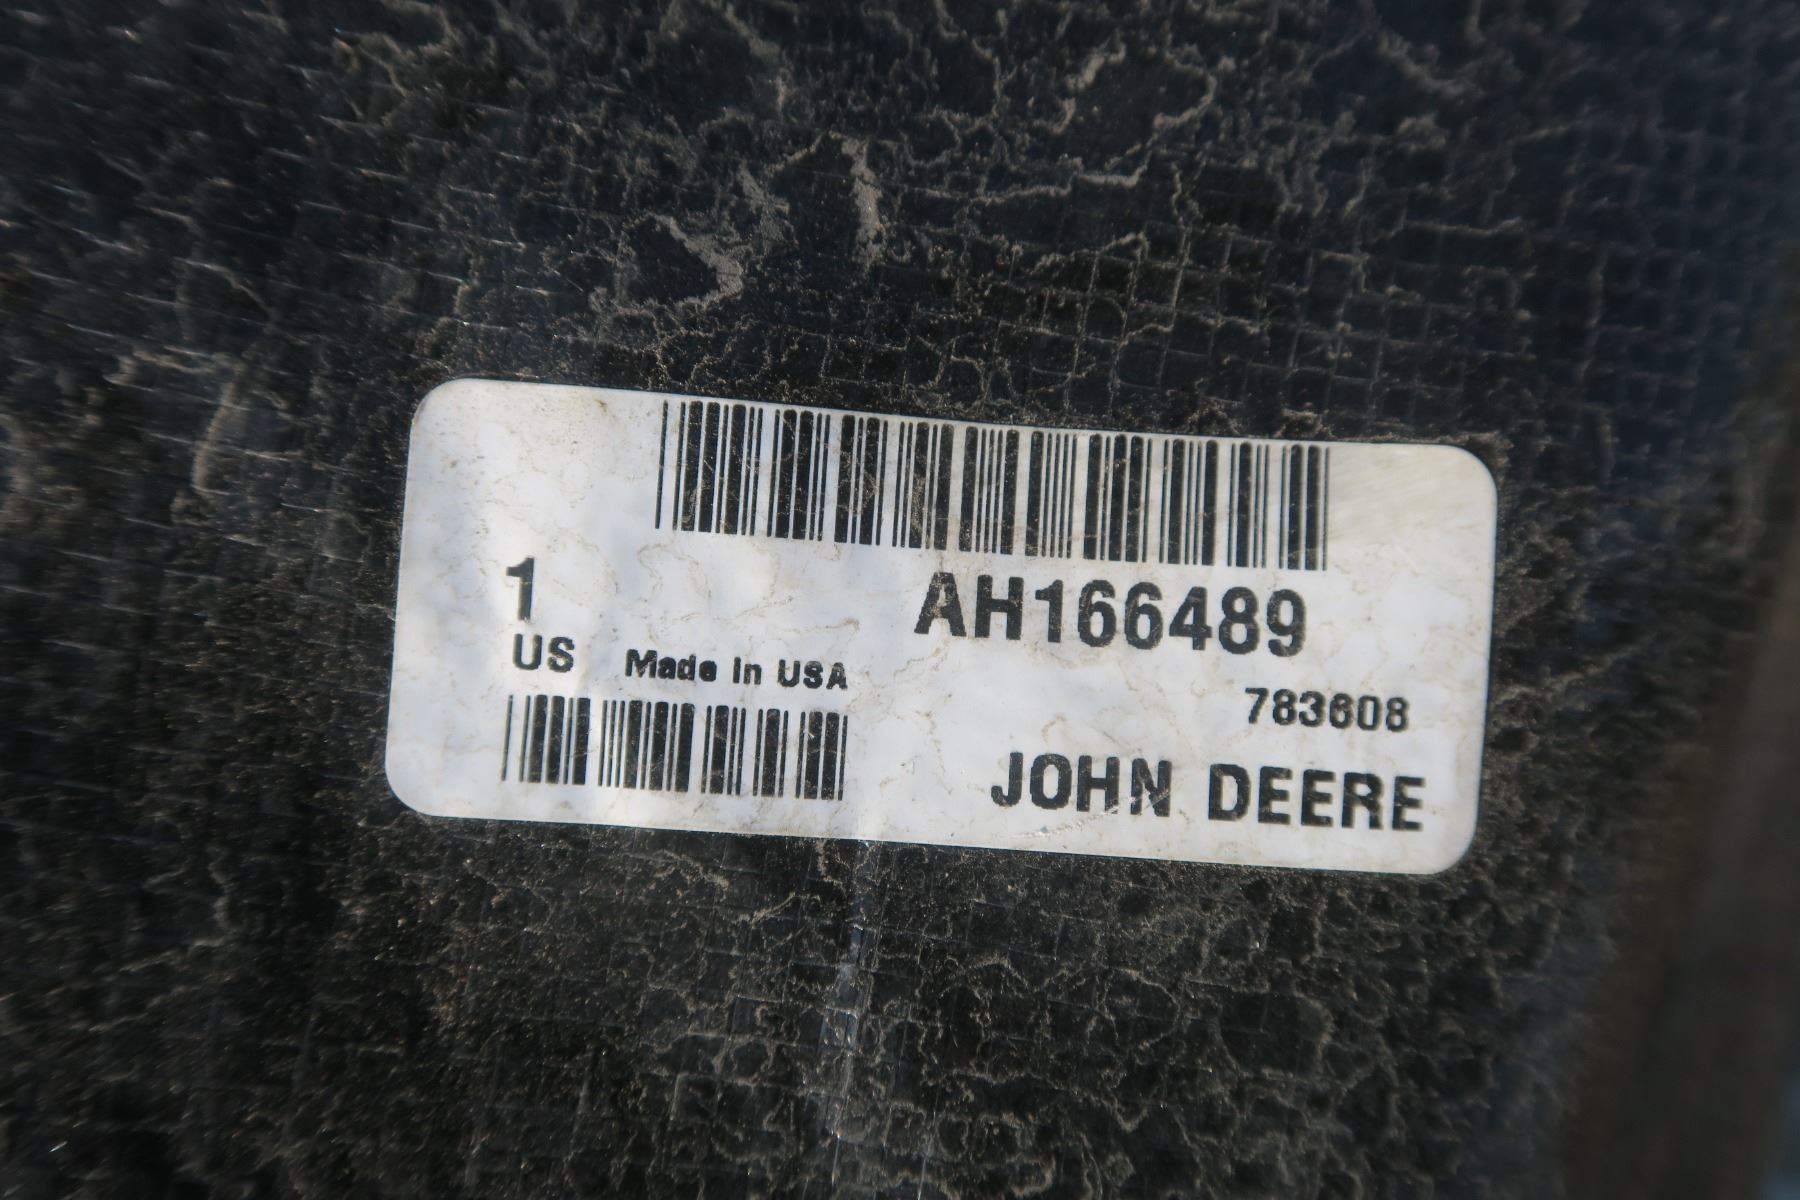 1 AH166489
US Made In USA
783608
JOHN DEERE